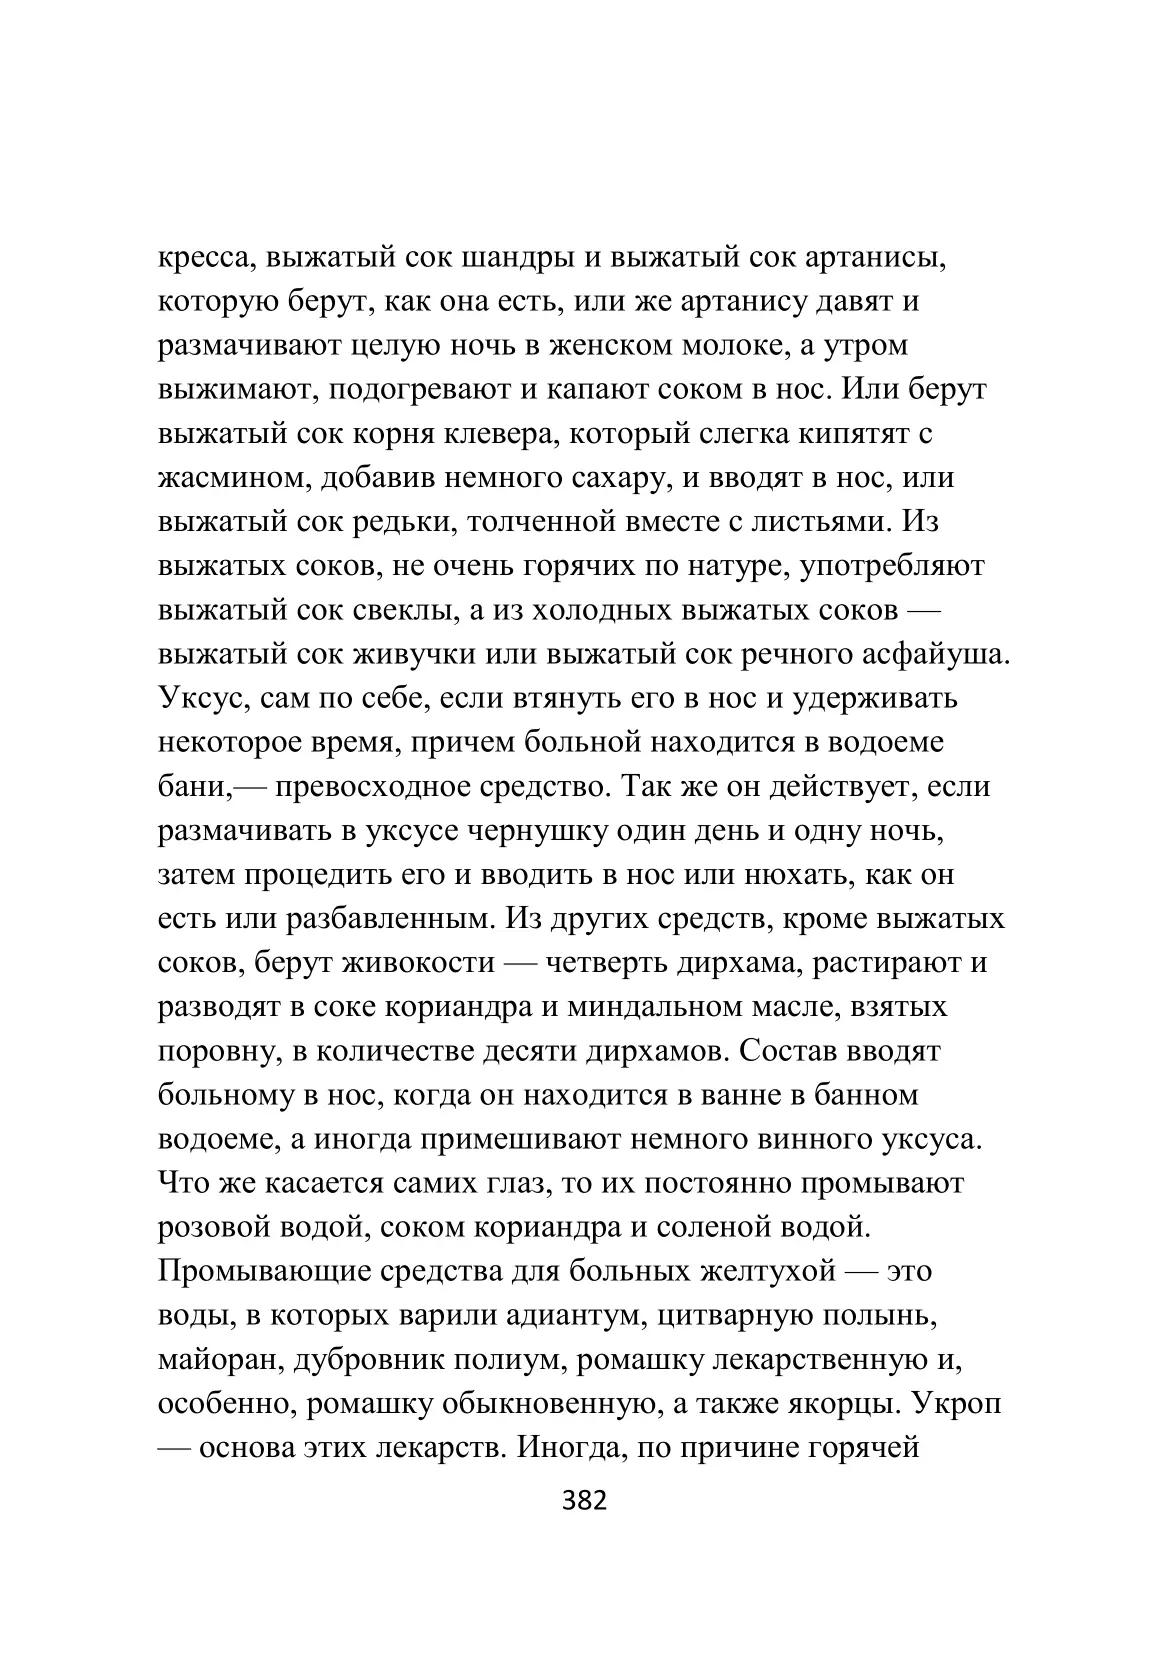 кресса, выжатый сок шандры и выжатый сок артанисы,
которую берут, как она есть, или же артанису давят и
размачивают целую ночь в женском молоке, а утром
выжимают, подогревают и капают соком в нос. Или берут
выжатый сок корня клевера, который слегка кипятят с
жасмином, добавив немного сахару, и вводят в нос, или
выжатый сок редьки, толченной вместе с листьями. Из
выжатых соков, не очень горячих по натуре, употребляют
выжатый сок свеклы, а из холодных выжатых соков —
выжатый сок живучки или выжатый сок речного асфайуша.
Уксус, сам по себе, если втянуть его в нос и удерживать
некоторое время, причем больной находится в водоеме
бани,— превосходное средство. Так же он действует, если
размачивать в уксусе чернушку один день и одну ночь,
затем процедить его и вводить в нос или нюхать, как он
есть или разбавленным. Из других средств, кроме выжатых
соков, берут живокости — четверть дирхама, растирают и
разводят в соке кориандра и миндальном масле, взятых
поровну, в количестве десяти дирхамов. Состав вводят
больному в нос, когда он находится в ванне в банном
водоеме, а иногда примешивают немного винного уксуса.
Что же касается самих глаз, то их постоянно промывают
розовой водой, соком кориандра и соленой водой.
Промывающие средства для больных желтухой — это
воды, в которых варили адиантум, цитварную полынь,
майоран, дубровник полиум, ромашку лекарственную и,
особенно, ромашку обыкновенную, а также якорцы. Укроп
— основа этих лекарств. Иногда, по причине горячей
382